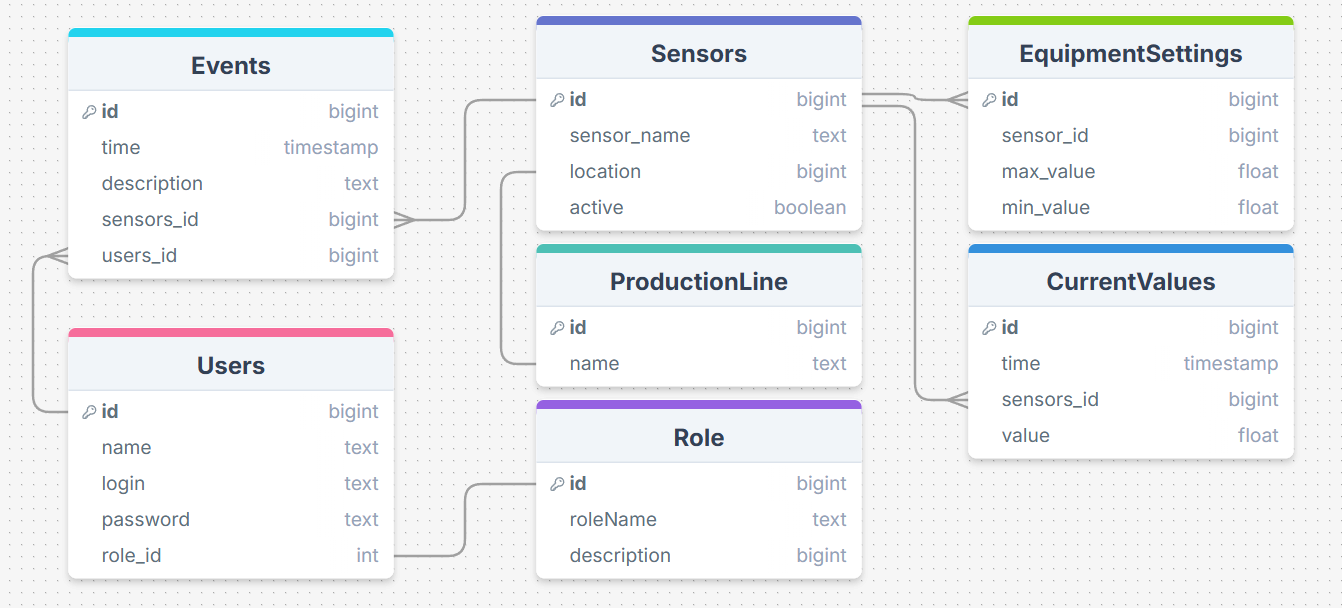 Events
id bigint
time timestamp
description text
sensors_id bigint
users_id bigint
Users
id bigint
name text
login text
password text
role_id int
Sensors
id bigint
sensor_name text
location bigint
active boolean
ProductionLine
id bigint
name text
Role
id bigint
roleName text
description bigint
EquipmentSettings
id bigint
sensor_id bigint
max_value float
min_value float
CurrentValues
id bigint
time timestamp
sensors_id bigint
value float